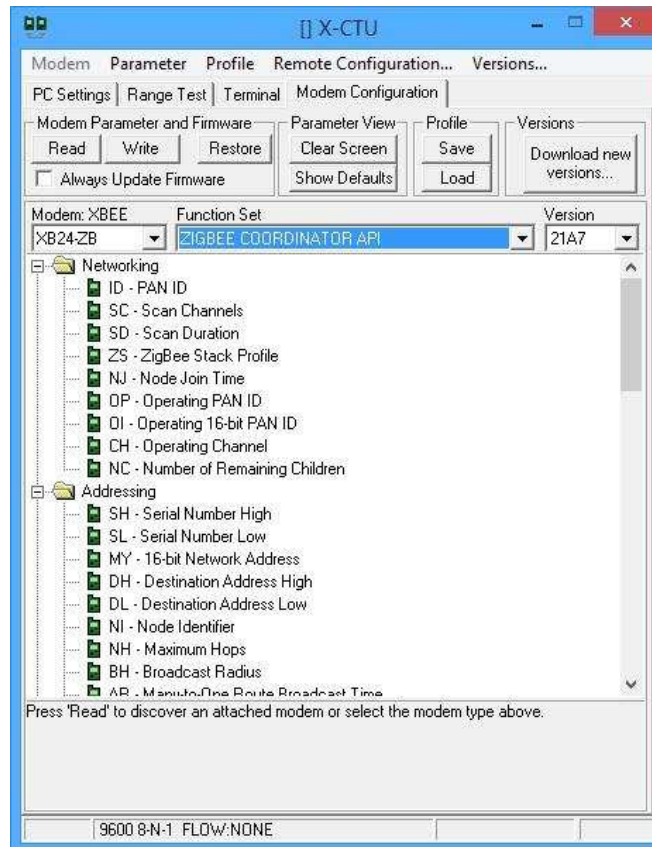 [] X-CTU
Modem Parameter Profile Remote Configuration... Versions...
PC Settings Range Test Terminal Modem Configuration
Modem Parameter and Firmware Parameter View Profile Versions
Read Write Restore Clear Screen Save Download new versions...
Always Update Firmware Show Defaults Load
Modem: XBEE Function Set Version
XB24-ZB ZIGBEE COORDINATOR API 21A7
Networking
ID - PAN ID
SC - Scan Channels
SD - Scan Duration
ZS - ZigBee Stack Profile
NJ - Node Join Time
OP - Operating PAN ID
OI - Operating 16-bit PAN ID
CH - Operating Channel
NC - Number of Remaining Children
Addressing
SH - Serial Number High
SL - Serial Number Low
MY - 16-bit Network Address
DH - Destination Address High
DL - Destination Address Low
NI - Node Identifier
NH - Maximum Hops
BH - Broadcast Radius
AR - Many-to-One Route Broadcast Time
Press 'Read' to discover an attached modem or select the modem type above.
9600 8-N-1 FLOW:NONE